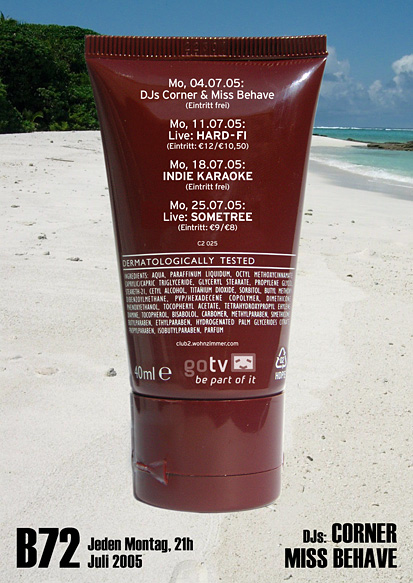 Mo, 04.07.05:
DJs Corner & Miss Behave
(Eintritt frei)
Mo, 11.07.05:
Live: HARD-FI
(Eintritt: €12/€10,50)
Mo, 18.07.05:
INDIE KARAOKE
(Eintritt frei)
Mo, 25.07.05:
Live: SOMETREE
(Eintritt: €9/€8)
C2 025
DERMATOLOGICALLY TESTED
INGREDIENTS: AQUA, PARAFFINUM LIQUIDUM, OCTYL METHOXYCINNAMATE
CAPRYLIC/CAPRIC TRIGLYCERIDE, GLYCERYL STEARATE, PROPYLENE GLYCOL
STEARETH-21, CETYL ALCOHOL, TITANIUM DIOXIDE, SORBITOL, BUTYL
PVP/HEXADECENE COPOLYMER,
PHENOXYETHANOL, TOCOPHERYL ACETATE,
TOCOPHEROL, BISABOLOL, CARBOMER, METHYLPARABEN,
BUTYLPARABEN, ETHYLPARABEN, HYDROGENATED PALM GLYCERIDES
PROPYLPARABEN, ISOBUTYLPARABEN, PARFUM
club2.wohnzimmer.com
40ml e
gotv
be part of it
B72
Jeden Montag, 21h
Juli 2005
DJs: CORNER
MISS BEHAVE